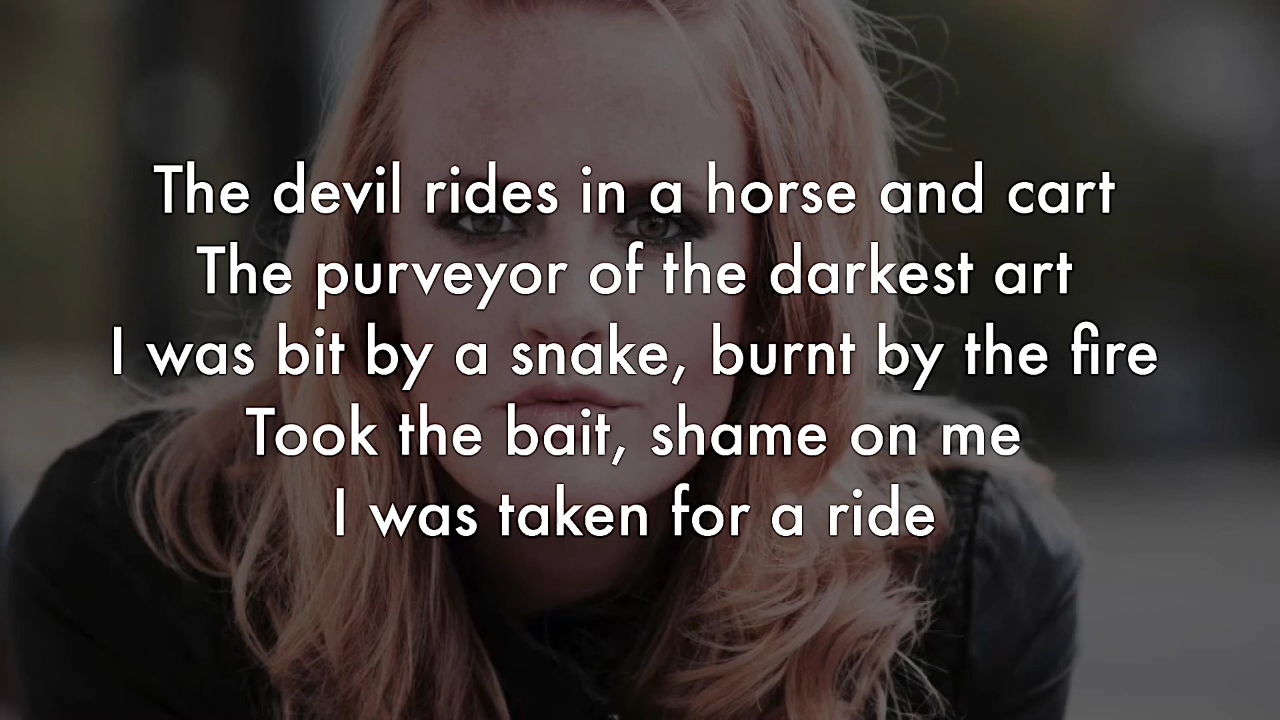 The devil rides in a horse and cart
The purveyor of the darkest art
I was bit by a snake, burnt by the fire
Took the bait, shame on me
I was taken for a ride